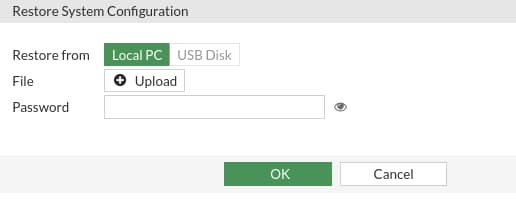 Restore System Configuration
Restore from Local PC USB Disk
File Upload
Password
OK Cancel